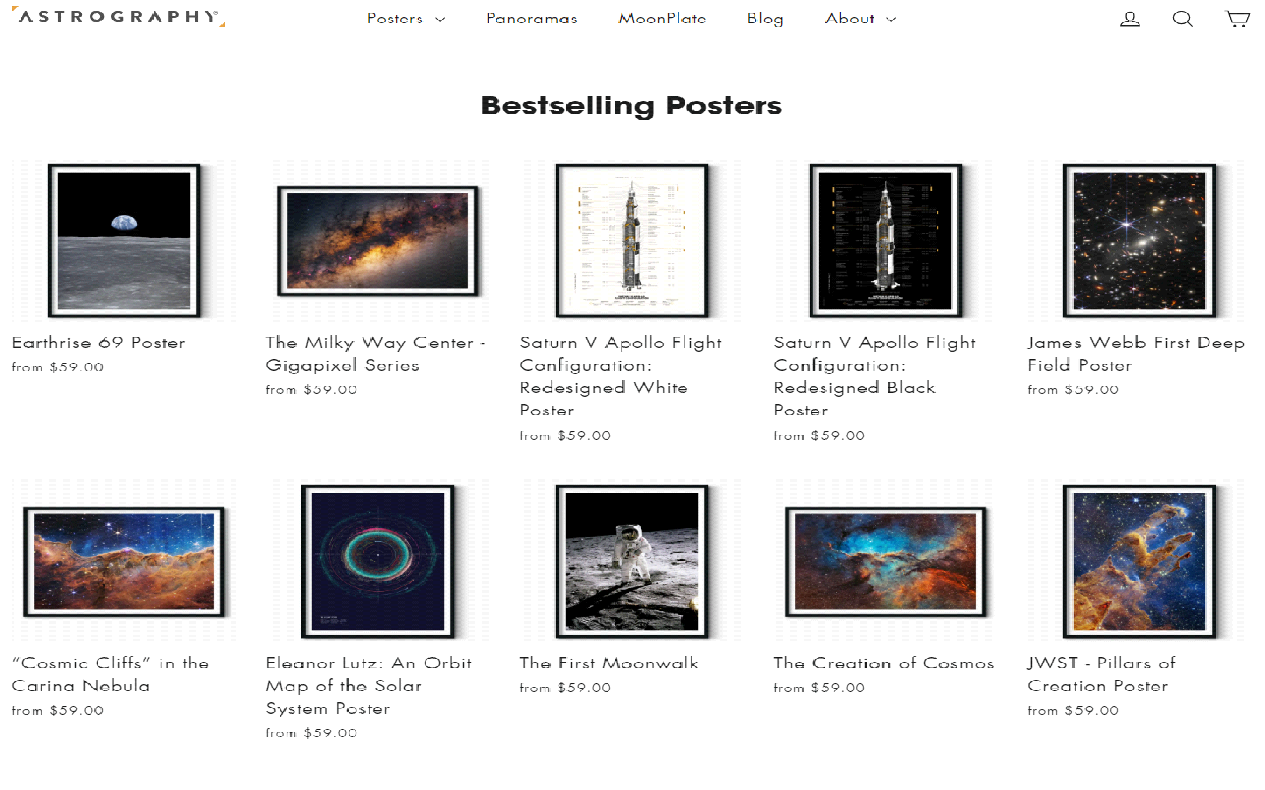 ASTROGRAPHY®
Posters
Panoramas
MoonPlate
Blog
About
Bestselling Posters
Earthrise 69 Poster
from $59.00
The Milky Way Center -
Gigapixel Series
from $59.00
Saturn V Apollo Flight
Configuration:
Redesigned White
Poster
from $59.00
Saturn V Apollo Flight
Configuration:
Redesigned Black
Poster
from $59.00
James Webb First Deep
Field Poster
from $59.00
“Cosmic Cliffs” in the
Carina Nebula
from $59.00
Eleanor Lutz: An Orbit
Map of the Solar
System Poster
from $59.00
The First Moonwalk
from $59.00
The Creation of Cosmos
from $59.00
JWST - Pillars of
Creation Poster
from $59.00